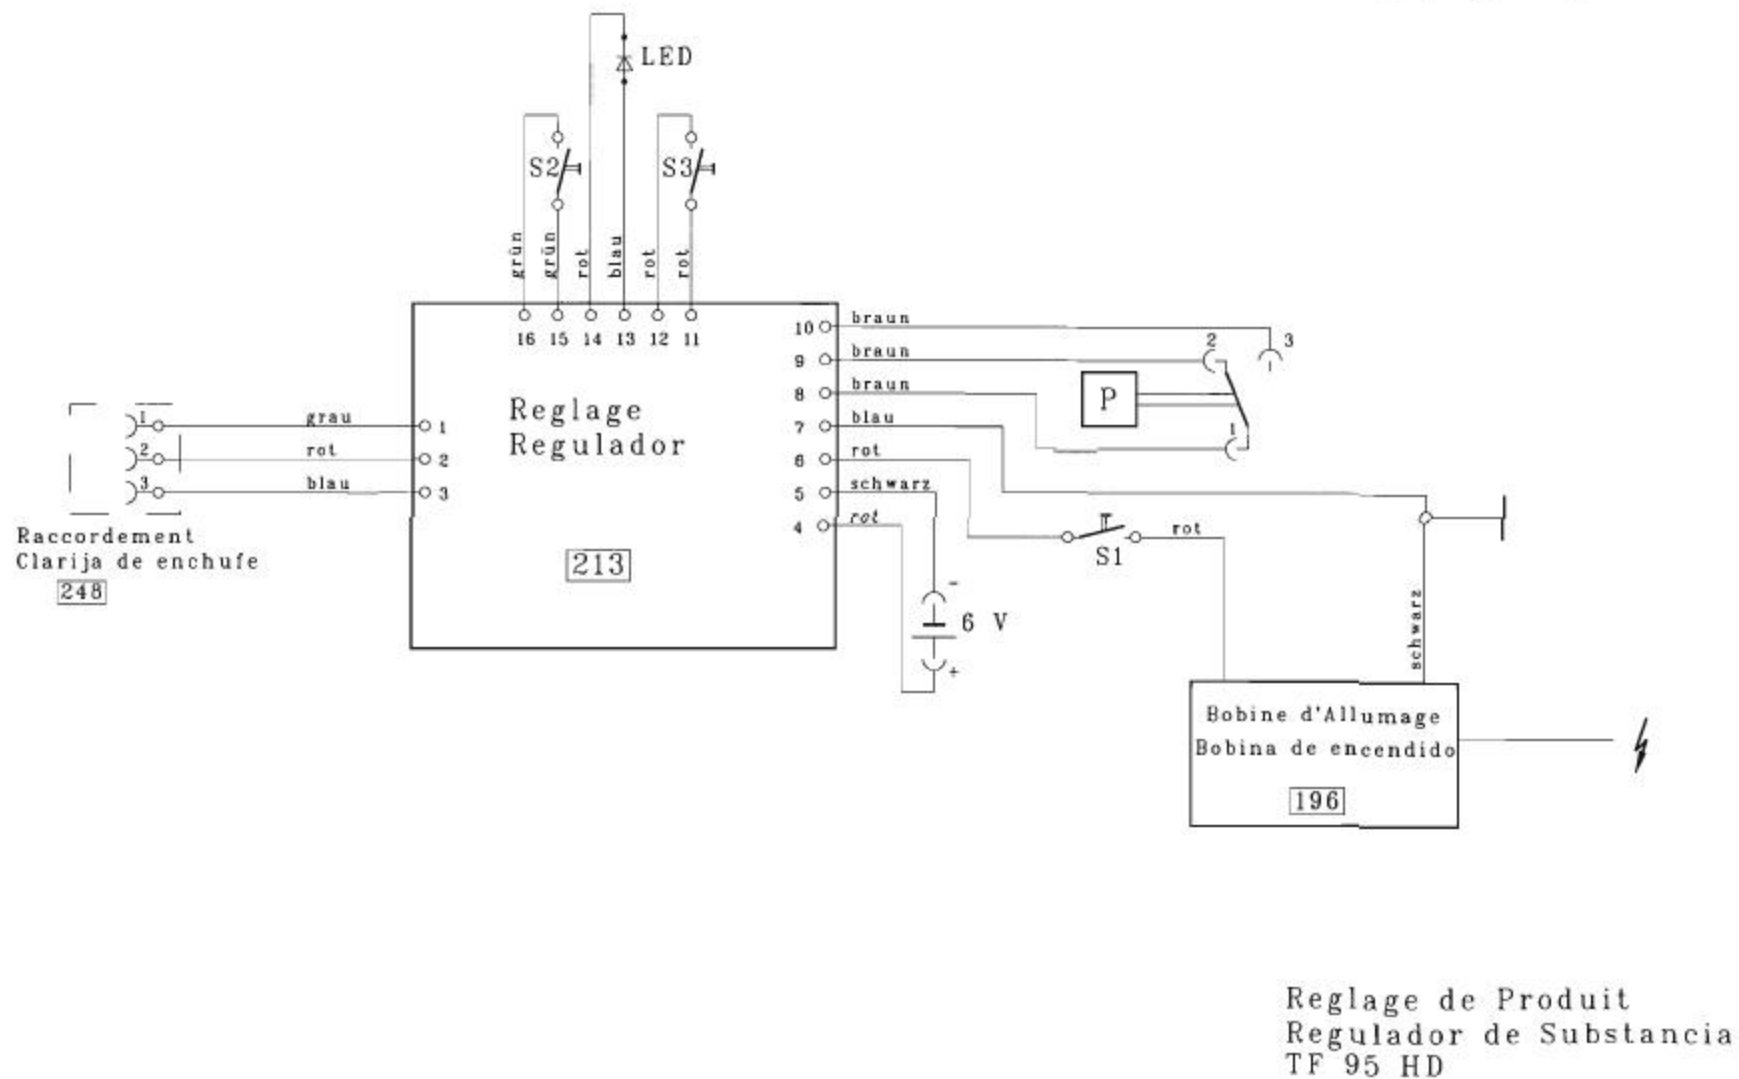 LED
S2
S3
grün
grün
rot
blau
rot
rot
16 15 14 13 12 11
10 braun
9 braun
8 braun
7 blau
6 rot
5 schwarz
4 rot
2
3
P
1
Reglage
Regulador
213
1 grau 1
2 rot 2
3 blau 3
Raccordement
Clarija de enchufe
248
S1
rot
-
6 V
+
schwarz
Bobine d'Allumage
Bobina de encendido
196
Reglage de Produit
Regulador de Substancia
TF 95 HD